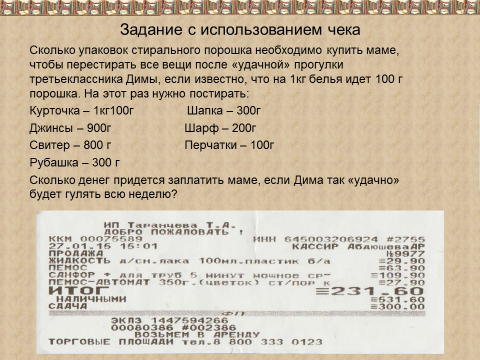 Задание с использованием чека
Сколько упаковок стирального порошка необходимо купить маме,
чтобы перестирать все вещи после «удачной» прогулки
третьеклассника Димы, если известно, что на 1кг белья идет 100 г
порошка. На этот раз нужно постирать:
Курточка – 1кг100г Шапка – 300г
Джинсы – 900г Шарф – 200г
Свитер – 800 г Перчатки – 100г
Рубашка – 300 г
Сколько денег придется заплатить маме, если Дима так «удачно»
будет гулять всю неделю?
ИП Таранчева Т.А.
ДОБРО ПОЖАЛОВАТЬ !
ККМ 00075589 ИНН 645003206924 #2755
27.01.15 15:01 КАССИР АбдюшеваАР
ПРОДАЖА №9977
ЖИДКОСТЬ д/сн.лака 100мл.пластик б/а ≡29.90
ПЕМОС ≡63.90
САНФОР + для труб 5 минут мощное ср ≡109.90
ПЕМОС-АВТОМАТ 350г.(цветок) ст/пор к ≡27.90
ИТОГ ≡231.60
НАЛИЧНЫМИ ≡531.60
СДАЧА ≡300.00
ФП
ЭКЛЗ 1447594266
00080386 #002386
ВОЗЬМЕМ В АРЕНДУ
ТОРГОВЫЕ ПЛОЩАДИ тел.8 800 333 0123